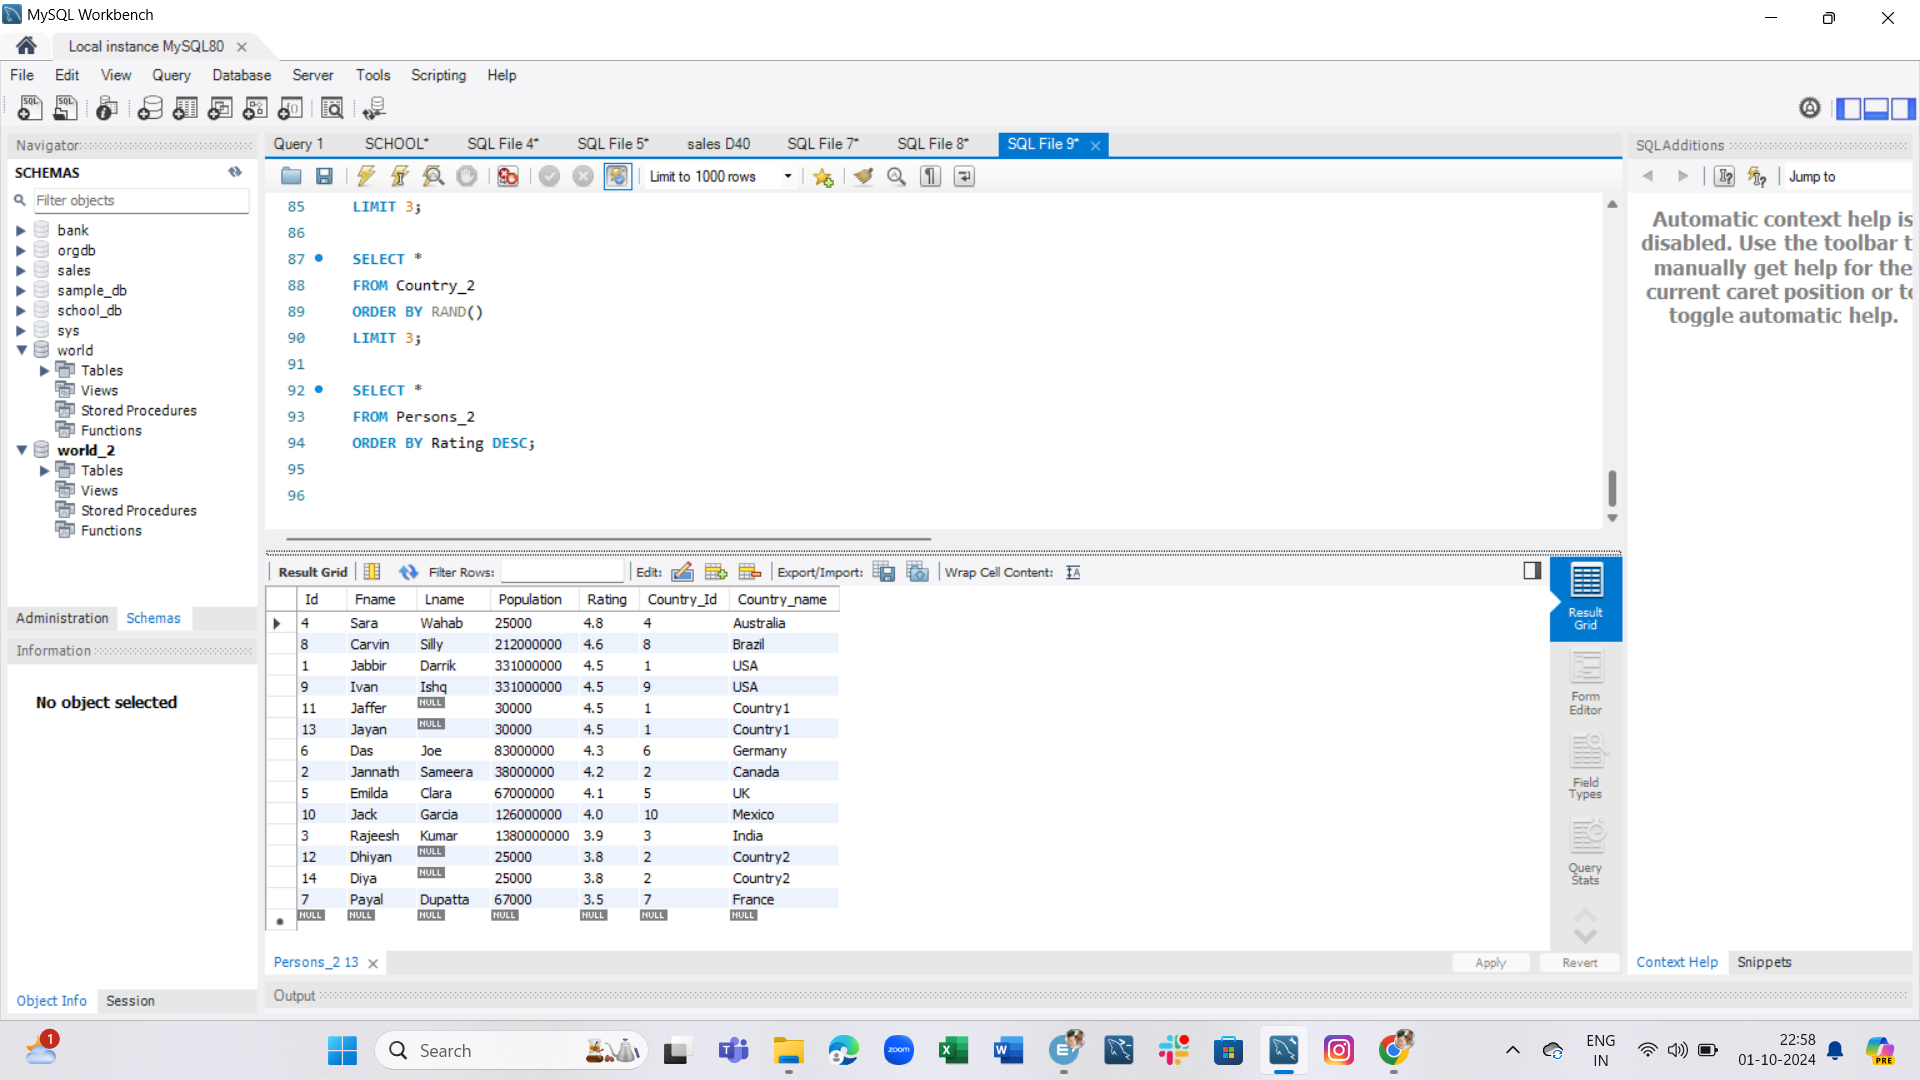 MySQL Workbench
Local instance MySQL80
File Edit View Query Database Server Tools Scripting Help
Navigator
SCHEMAS
Filter objects
bank
orgdb
sales
sample_db
school_db
sys
world
Tables
Views
Stored Procedures
Functions
world_2
Tables
Views
Stored Procedures
Functions
Administration Schemas
Information
No object selected
Object Info Session
Query 1 SCHOOL* SQL File 4* SQL File 5* sales D40 SQL File 7* SQL File 8* SQL File 9*
Limit to 1000 rows
85 LIMIT 3;
86
87 SELECT *
88 FROM Country_2
89 ORDER BY RAND()
90 LIMIT 3;
91
92 SELECT *
93 FROM Persons_2
94 ORDER BY Rating DESC;
95
96
Result Grid Filter Rows: Edit: Export/Import: Wrap Cell Content:
Id Fname Lname Population Rating Country_Id Country_name
4 Sara Wahab 25000 4.8 4 Australia
8 Carvin Silly 212000000 4.6 8 Brazil
1 Jabbir Darrik 331000000 4.5 1 USA
9 Ivan Ishq 331000000 4.5 9 USA
11 Jaffer NULL 30000 4.5 1 Country1
13 Jayan NULL 30000 4.5 1 Country1
6 Das Joe 83000000 4.3 6 Germany
2 Jannath Sameera 38000000 4.2 2 Canada
5 Emilda Clara 67000000 4.1 5 UK
10 Jack Garcia 126000000 4.0 10 Mexico
3 Rajeesh Kumar 1380000000 3.9 3 India
12 Dhiyan NULL 25000 3.8 2 Country2
14 Diya NULL 25000 3.8 2 Country2
7 Payal Dupatta 67000 3.5 7 France
NULL NULL NULL NULL NULL NULL NULL
Result
Grid
Form
Editor
Field
Types
Query
Stats
Persons_2 13
Apply Revert
Output
SQLAdditions
Jump to
Automatic context help is
disabled. Use the toolbar t
manually get help for the
current caret position or to
toggle automatic help.
Context Help Snippets
1
Search
zoom
ENG
IN
22:58
01-10-2024
PRE